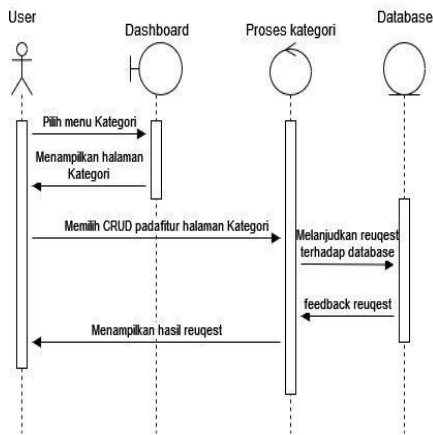 User
Dashboard
Proses kategori
Database
Pilih menu Kategori
Menampilkan halaman
Kategori
Memilih CRUD padafitur halaman Kategori
Melanjudkan reuqest
terhadap database
feedback reuqest
Menampilkan hasil reuqest